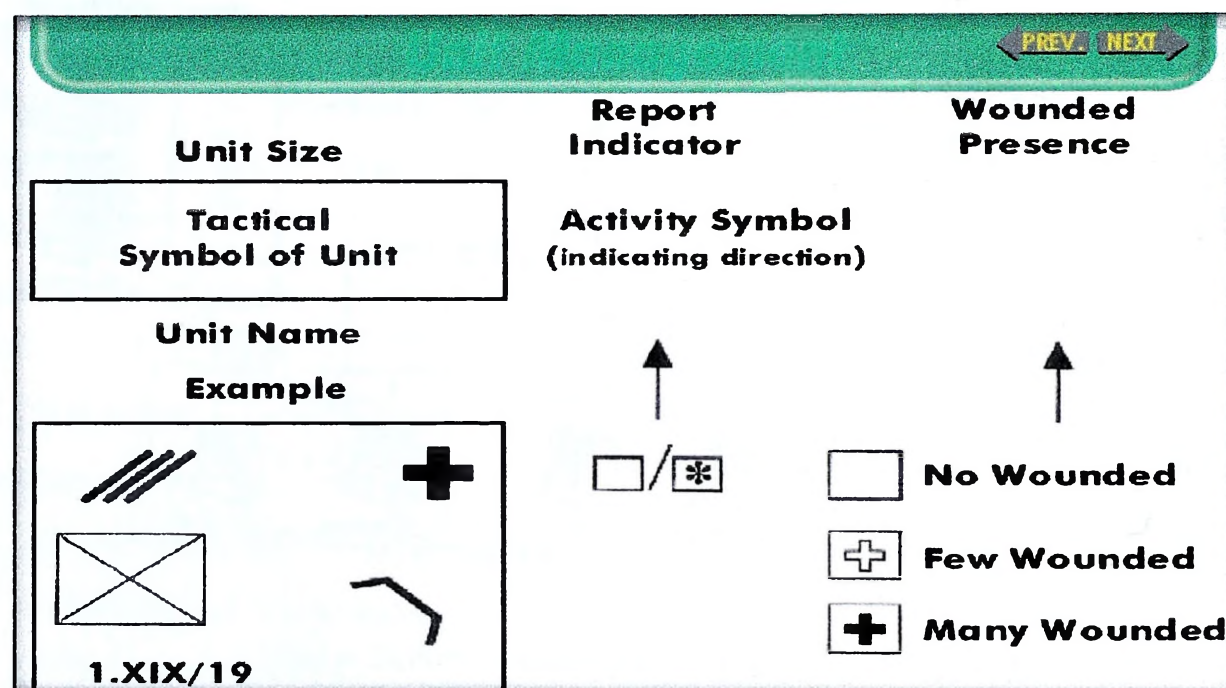 PREV. NEXT
Unit Size
Report
Indicator
Wounded
Presence
Tactical
Symbol of Unit
Activity Symbol
(indicating direction)
Unit Name
Example
/ *
No Wounded
Few Wounded
Many Wounded
1.XIX/19